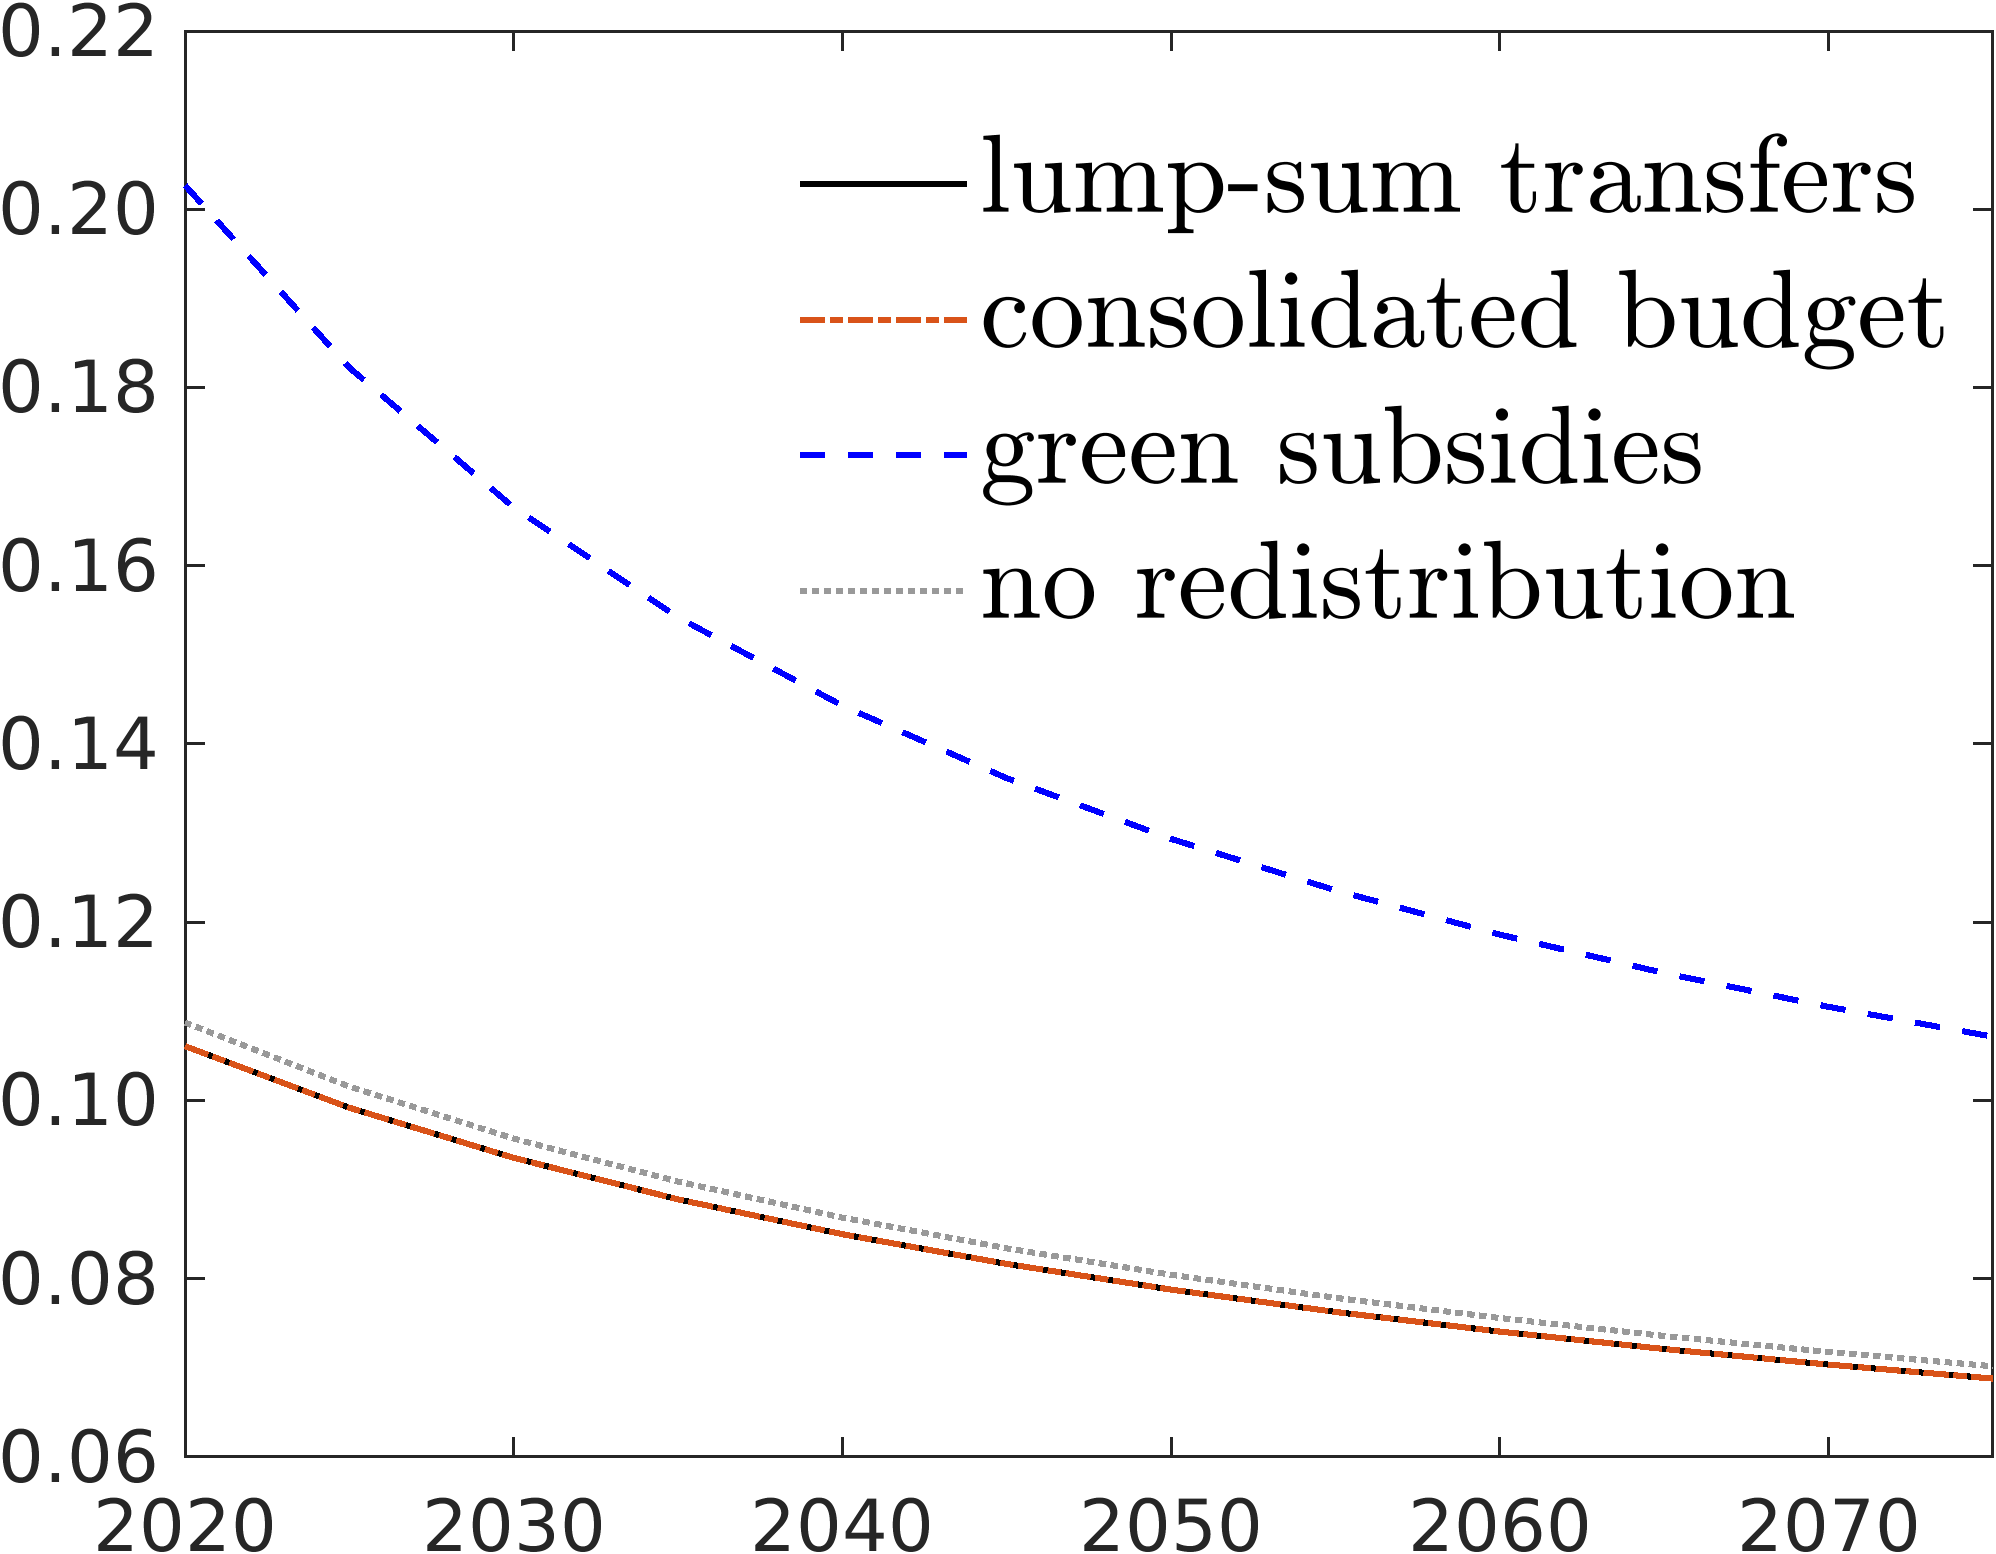 0.22
0.20
0.18
0.16
0.14
0.12
0.10
0.08
0.06
lump-sum transfers
consolidated budget
green subsidies
no redistribution
2020 2030 2040 2050 2060 2070